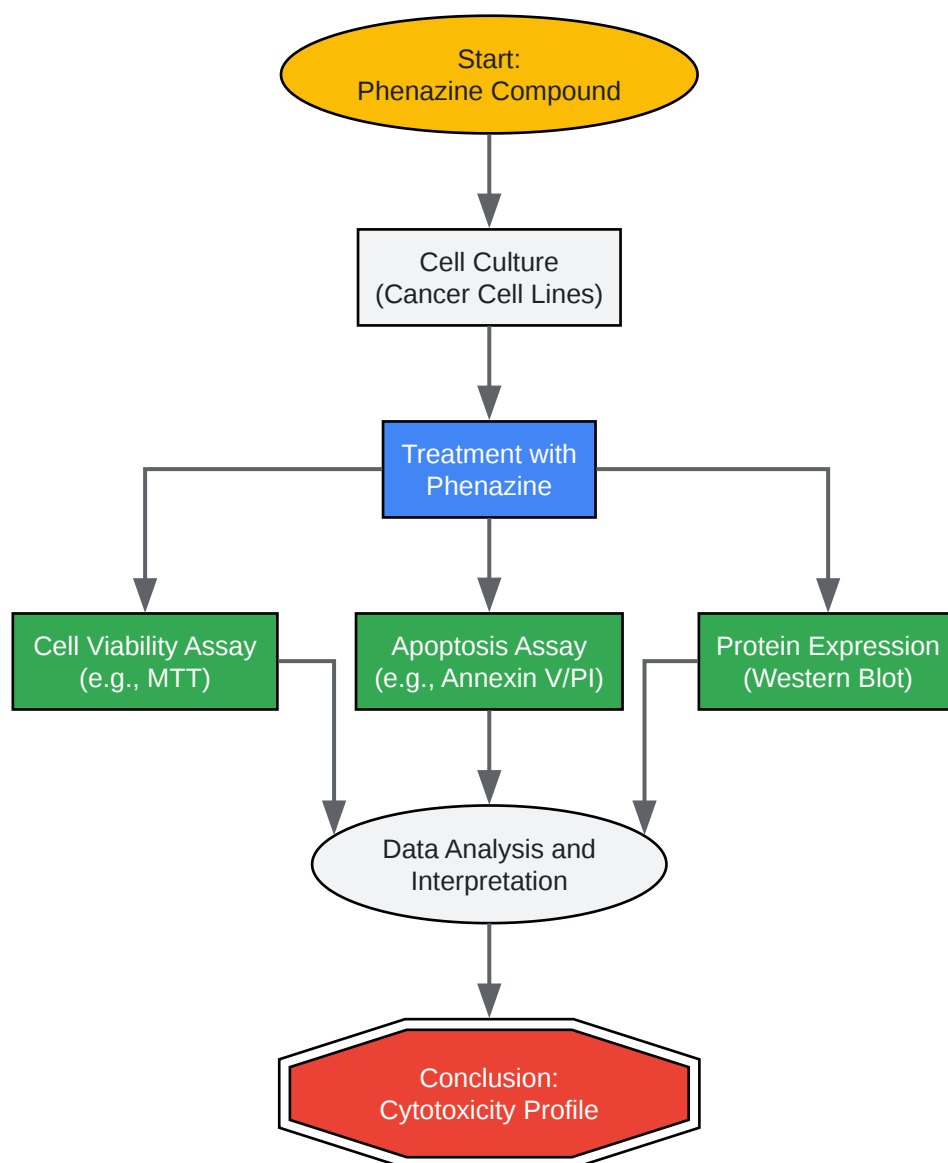 Start:
Phenazine Compound
Cell Culture
(Cancer Cell Lines)
Treatment with
Phenazine
Cell Viability Assay
(e.g., MTT)
Apoptosis Assay
(e.g., Annexin V/PI)
Protein Expression
(Western Blot)
Data Analysis and
Interpretation
Conclusion:
Cytotoxicity Profile